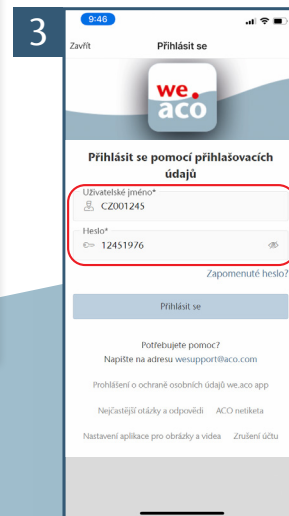 3
9:46
Zavřít
Přihlásit se
we.
aco
Přihlásit se pomocí přihlašovacích
údajů
Uživatelské jméno*
CZ001245
Heslo*
12451976
Zapomenuté heslo?
Přihlásit se
Potřebujete pomoc?
Napište na adresu wesupport@aco.com
Prohlášení o ochraně osobních údajů we.aco app
Nejčastější otázky a odpovědi ACO netiketa
Nastavení aplikace pro obrázky a videa Zrušení účtu